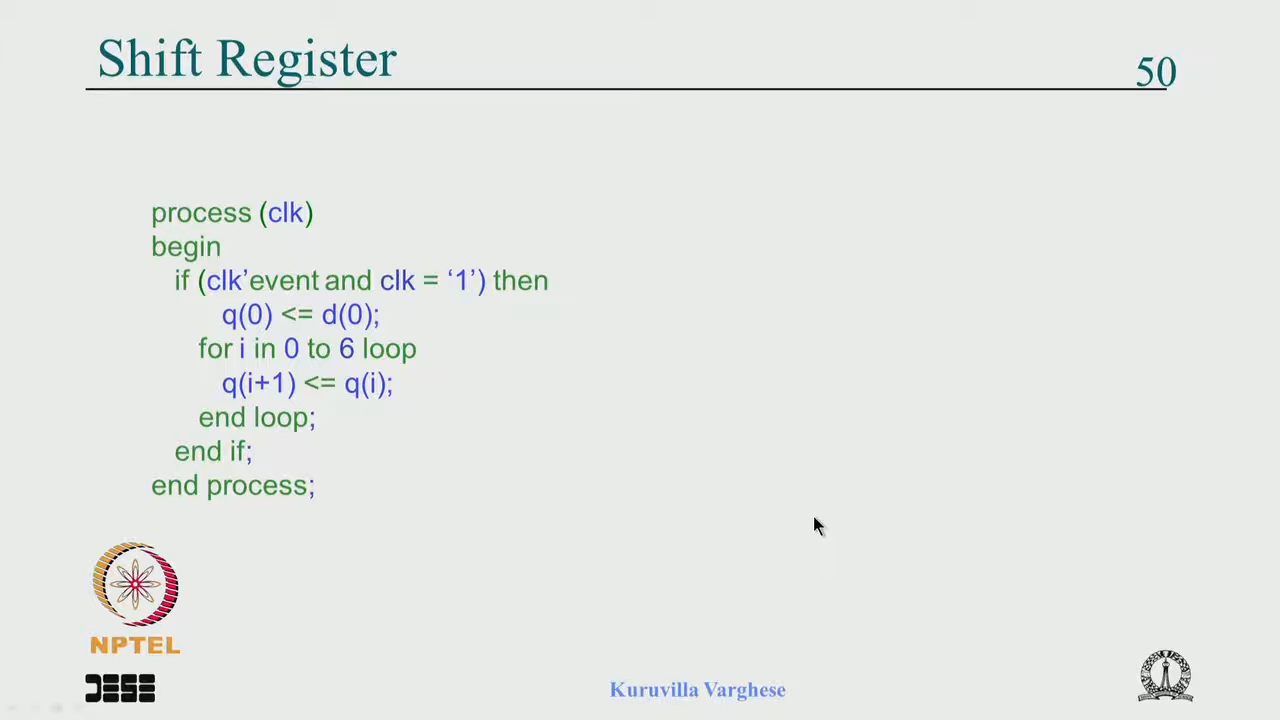 Shift Register
50
process (clk)
begin
if (clk’event and clk = ‘1’) then
q(0) <= d(0);
for i in 0 to 6 loop
q(i+1) <= q(i);
end loop;
end if;
end process;
NPTEL
DESE
Kuruvilla Varghese